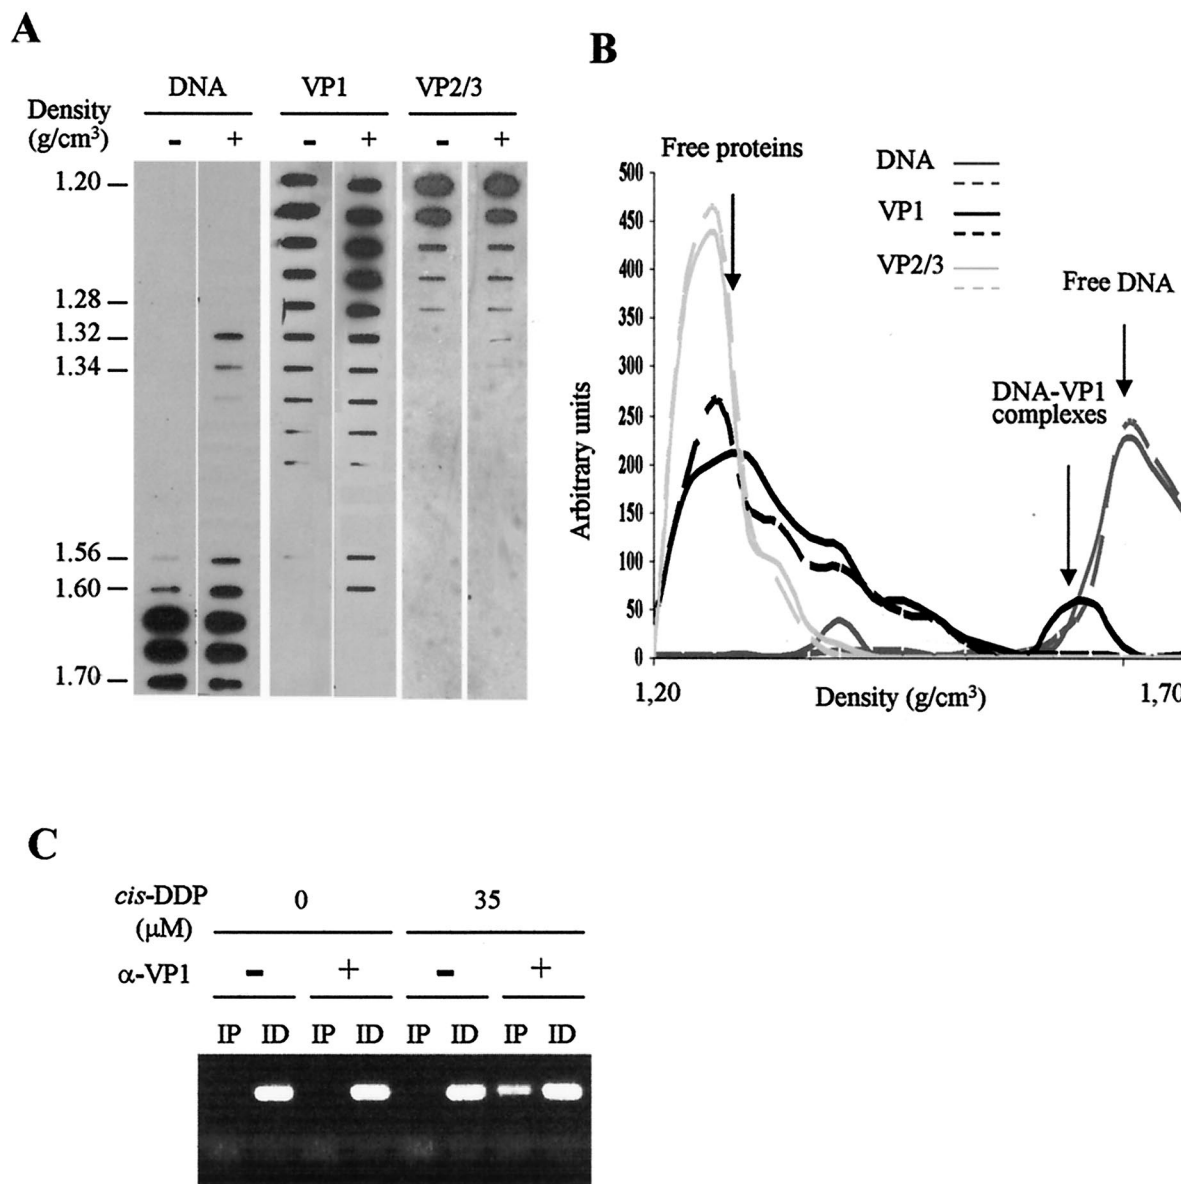 A
DNA VP1 VP2/3
Density
(g/cm³) - + - + - +
1.20
1.28
1.32
1.34
1.56
1.60
1.70
B
Free proteins
DNA
VP1
VP2/3
Free DNA
DNA-VP1
complexes
Arbitrary units
500
450
400
350
300
250
200
150
100
50
0
1,20 Density (g/cm³) 1,70
C
cis-DDP 0 35
(µM)
α-VP1 - + - +
IP ID IP ID IP ID IP ID